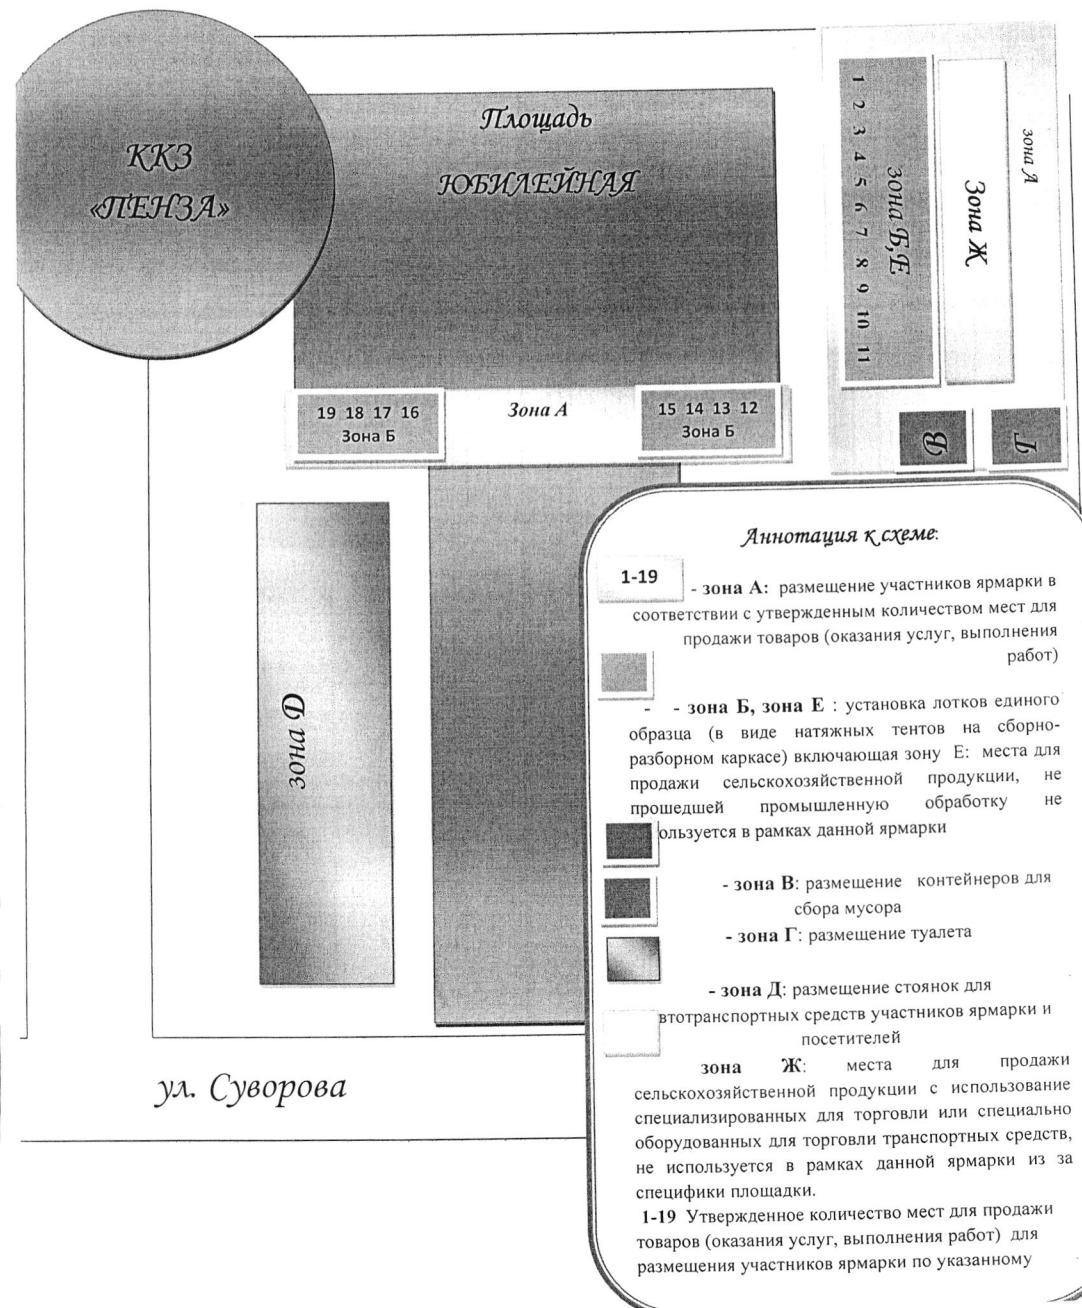 ККЗ
«ПЕНЗА»
Площадь
ЮБИЛЕЙНАЯ
1 2 3 4 5 6 7 8 9 10 11
зона Б,Е
Зона Ж
зона А
19 18 17 16
Зона Б
Зона А
15 14 13 12
Зона Б
В
Г
зона D
ул. Суворова
Аннотация к схеме:
1-19
- зона А: размещение участников ярмарки в
соответствии с утвержденным количеством мест для
продажи товаров (оказания услуг, выполнения
работ)
- - зона Б, зона Е : установка лотков единого
образца (в виде натяжных тентов на сборно-
разборном каркасе) включающая зону Е: места для
продажи сельскохозяйственной продукции, не
прошедшей промышленную обработку не
ользуется в рамках данной ярмарки
- зона В: размещение контейнеров для
сбора мусора
- зона Г: размещение туалета
- зона Д: размещение стоянок для
втотранспортных средств участников ярмарки и
посетителей
зона Ж: места для продажи
сельскохозяйственной продукции с использование
специализированных для торговли или специально
оборудованных для торговли транспортных средств,
не используется в рамках данной ярмарки из за
специфики площадки.
1-19 Утвержденное количество мест для продажи
товаров (оказания услуг, выполнения работ) для
размещения участников ярмарки по указанному